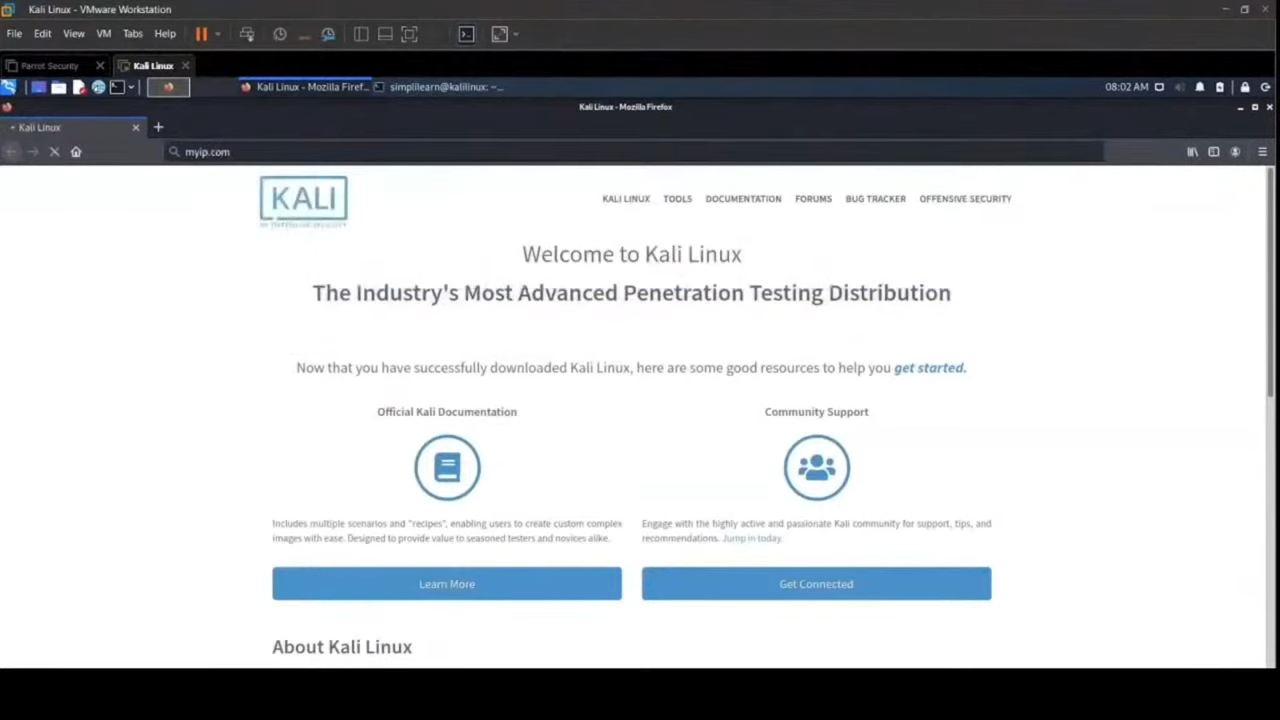 Kali Linux - VMware Workstation
File Edit View VM Tabs Help
Parrot Security Kali Linux
Kali Linux - Mozilla Firef... simplilearn@kalilinux: ~... 08:02 AM
Kali Linux - Mozilla Firefox
Kali Linux
myip.com
KALI
KALI LINUX TOOLS DOCUMENTATION FORUMS BUG TRACKER OFFENSIVE SECURITY
Welcome to Kali Linux
The Industry's Most Advanced Penetration Testing Distribution
Now that you have successfully downloaded Kali Linux, here are some good resources to help you get started.
Official Kali Documentation
Includes multiple scenarios and "recipes", enabling users to create custom complex
images with ease. Designed to provide value to seasoned testers and novices alike.
Learn More
Community Support
Engage with the highly active and passionate Kali community for support, tips, and
recommendations. Jump in today.
Get Connected
About Kali Linux